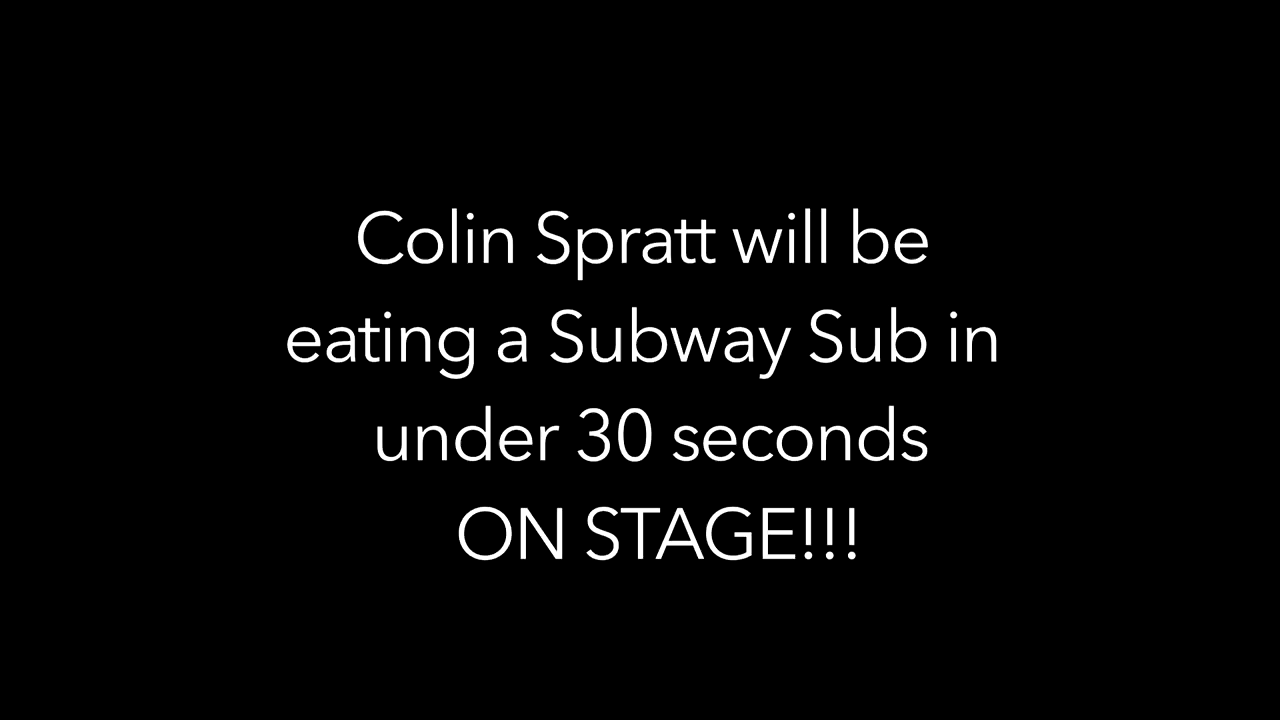 Colin Spratt will be
eating a Subway Sub in
under 30 seconds
ON STAGE!!!